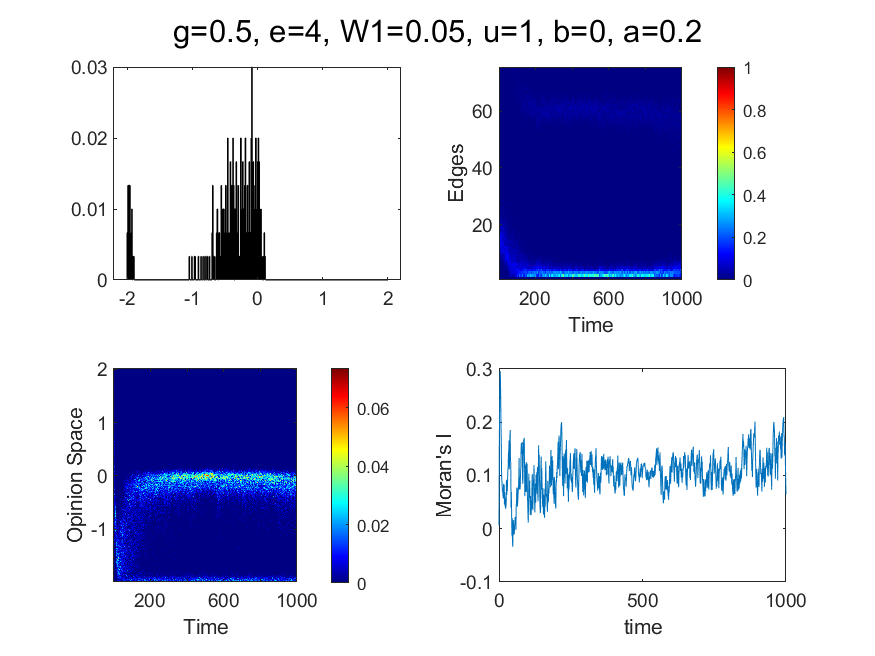 g=0.5, e=4, W1=0.05, u=1, b=0, a=0.2
0.03
0.02
0.01
0
-2 -1 0 1 2
Edges
60
40
20
200 600 1000
Time
1
0.8
0.6
0.4
0.2
0
Opinion Space
2
1
0
-1
200 600 1000
Time
0.06
0.04
0.02
0
Moran's I
0.3
0.2
0.1
0
-0.1
0 500 1000
time